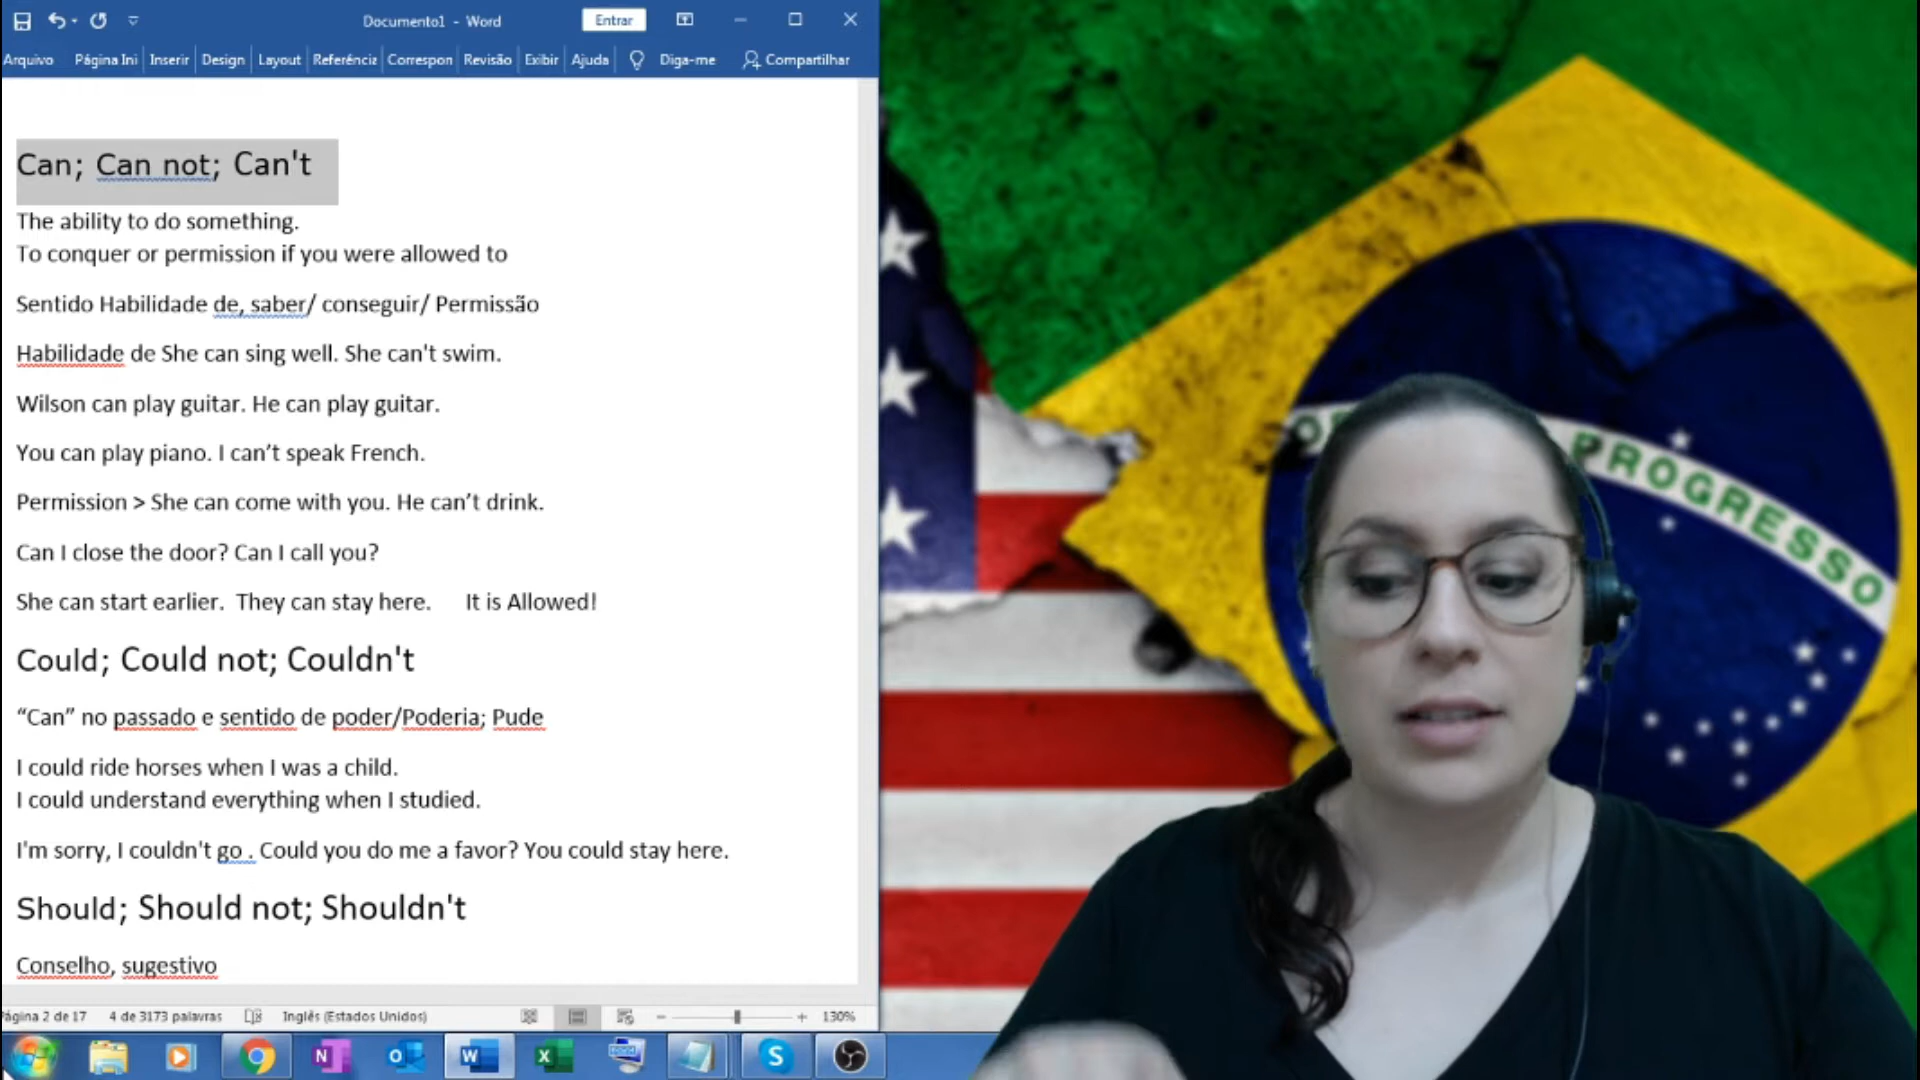 Documento1 - Word
Entrar
Arquivo Página Ini Inserir Design Layout Referência Correspon Revisão Exibir Ajuda Diga-me Compartilhar
Can; Can not; Can't
The ability to do something.
To conquer or permission if you were allowed to
Sentido Habilidade de, saber/ conseguir/ Permissão
Habilidade de She can sing well. She can't swim.
Wilson can play guitar. He can play guitar.
You can play piano. I can’t speak French.
Permission > She can come with you. He can’t drink.
Can I close the door? Can I call you?
She can start earlier. They can stay here. It is Allowed!
Could; Could not; Couldn't
“Can” no passado e sentido de poder/Poderia; Pude
I could ride horses when I was a child.
I could understand everything when I studied.
I'm sorry, I couldn't go . Could you do me a favor? You could stay here.
Should; Should not; Shouldn't
Conselho, sugestivo
ágina 2 de 17 4 de 3173 palavras Inglês (Estados Unidos) 130%
PROGRESSO